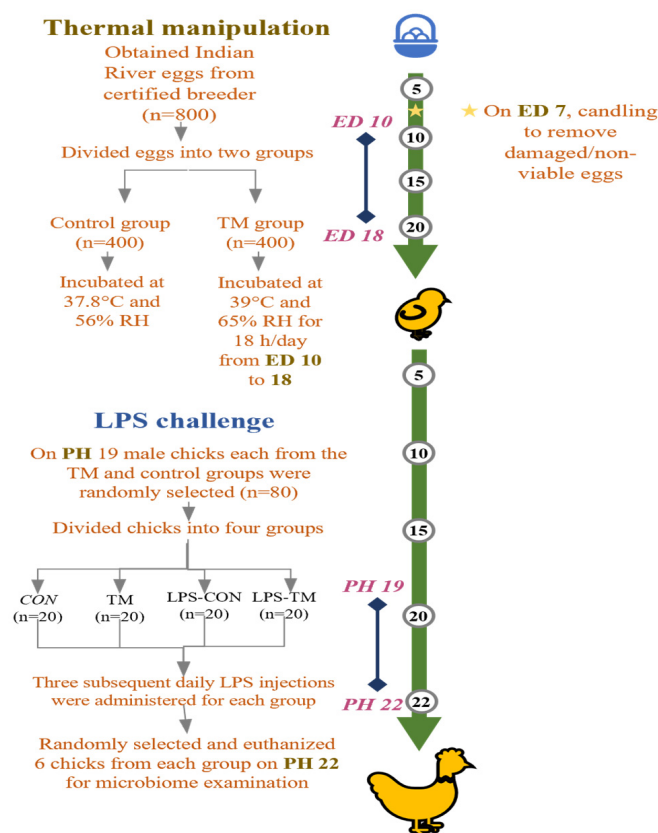 Thermal manipulation
Obtained Indian
River eggs from
certified breeder
(n=800)
Divided eggs into two groups
Control group
(n=400)
TM group
(n=400)
Incubated at
37.8°C and
56% RH
Incubated at
39°C and
65% RH for
18 h/day
from ED 10
to 18
5
10
15
20
ED 10
ED 18
★ On ED 7, candling
to remove
damaged/non-
viable eggs
LPS challenge
On PH 19 male chicks each from the
TM and control groups were
randomly selected (n=80)
Divided chicks into four groups
CON
(n=20)
TM
(n=20)
LPS-CON
(n=20)
LPS-TM
(n=20)
Three subsequent daily LPS injections
were administered for each group
Randomly selected and euthanized
6 chicks from each group on PH 22
for microbiome examination
5
10
15
20
22
PH 19
PH 22